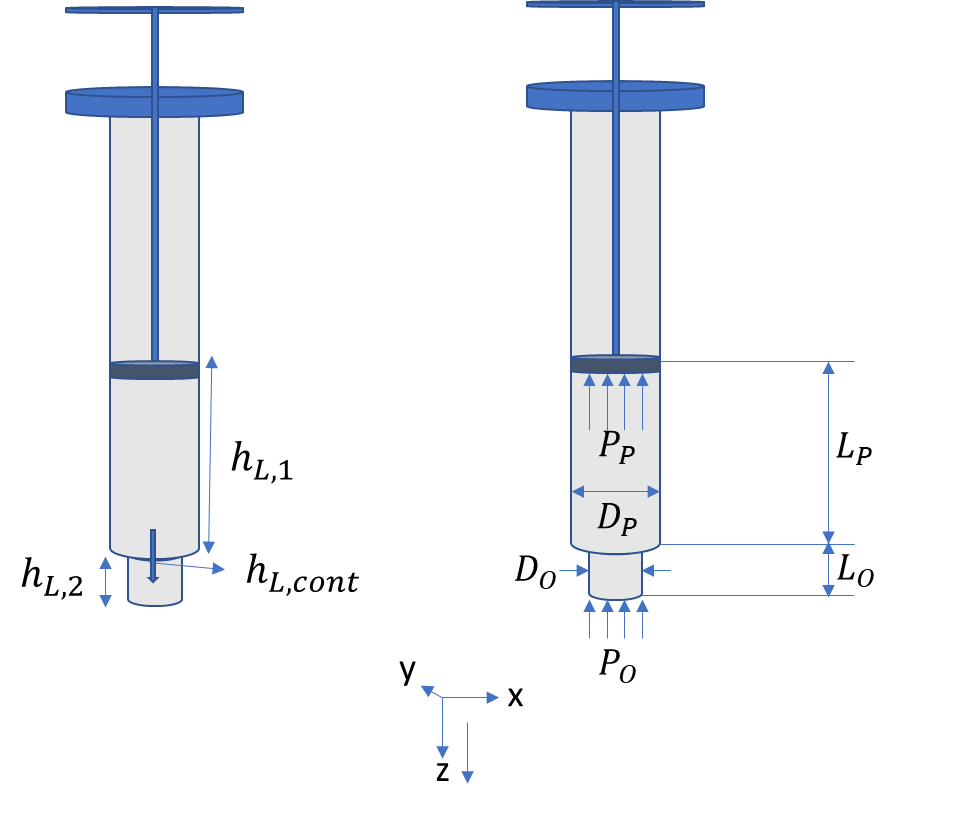 h_{L,1}
h_{L,2}
h_{L,cont}
P_P
D_P
L_P
D_O
L_O
P_O
y
x
z